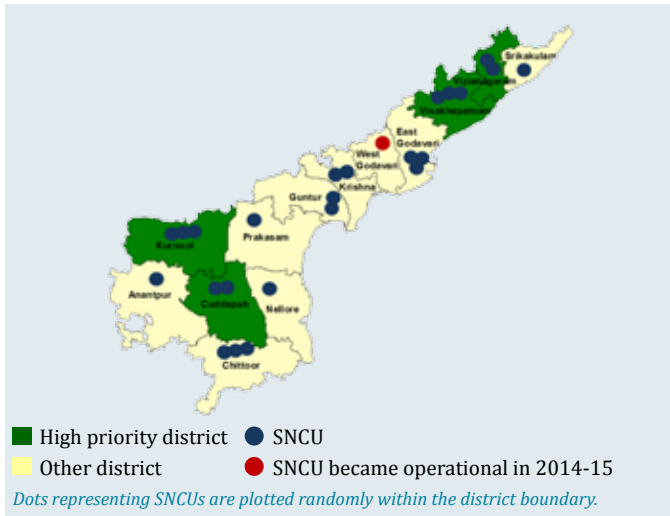 Srikakulam
Vizianagaram
Visakhapatnam
East
Godavari
West
Godavari
Krishna
Guntur
Prakasam
Kurnool
Anantpur
Cuddapah
Nellore
Chittoor
High priority district
SNCU
Other district
SNCU became operational in 2014-15
Dots representing SNCUs are plotted randomly within the district boundary.